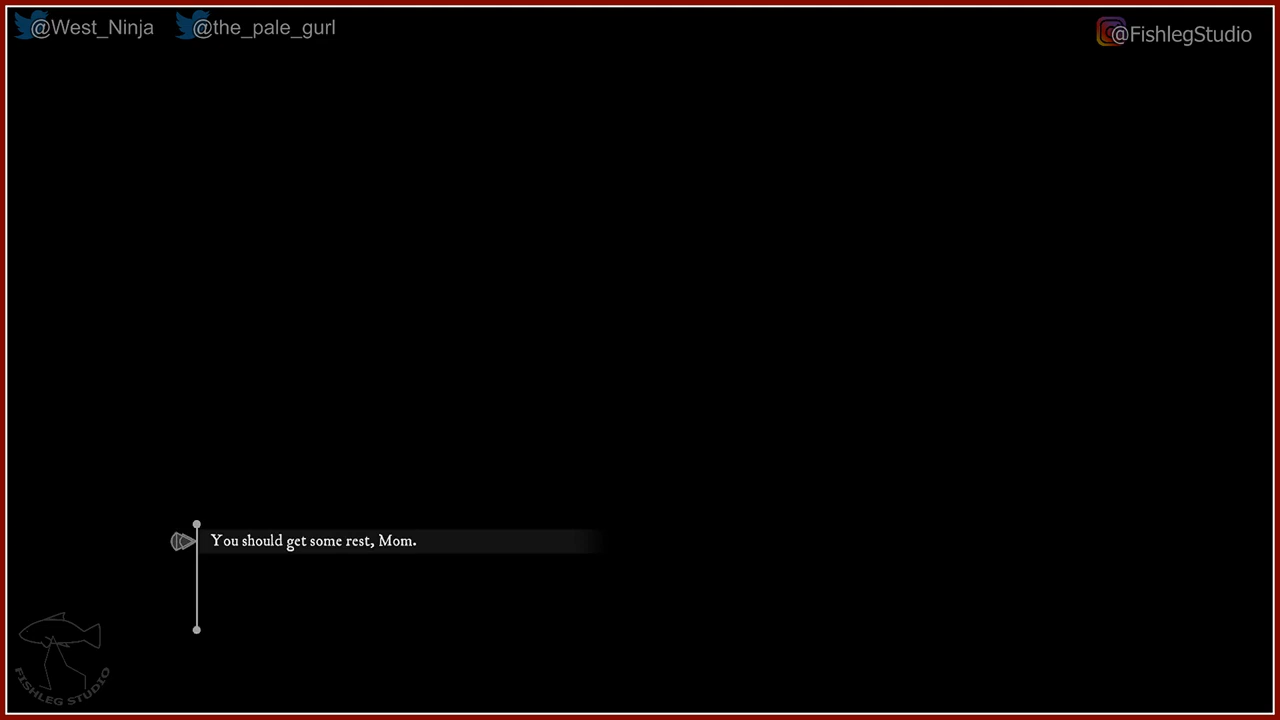 @West_Ninja @the_pale_gurl
@FishlegStudio
You should get some rest, Mom.
FISHLEG STUDIO